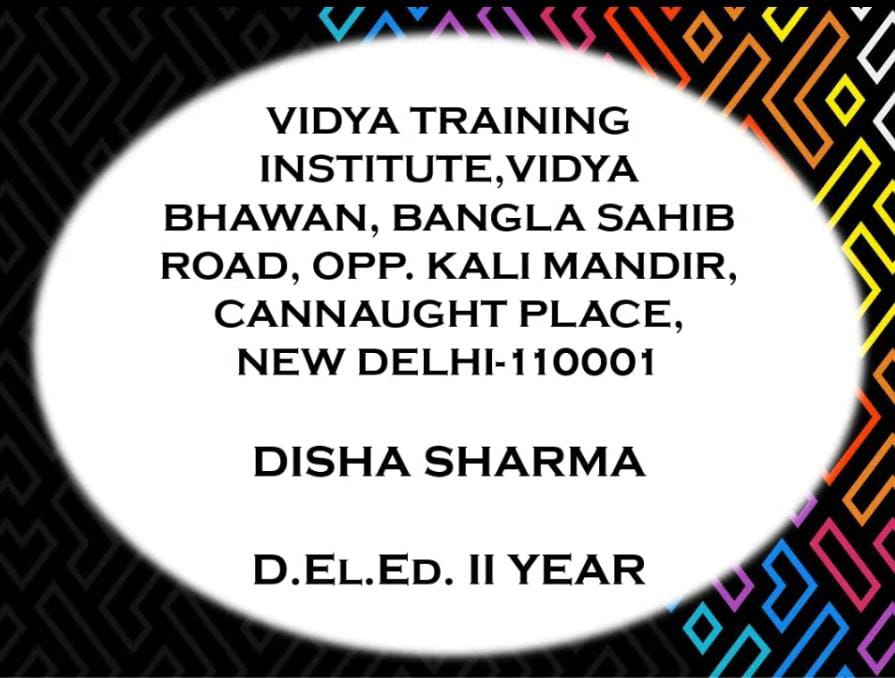 VIDYA TRAINING
INSTITUTE,VIDYA
BHAWAN, BANGLA SAHIB
ROAD, OPP. KALI MANDIR,
CANNAUGHT PLACE,
NEW DELHI-110001
DISHA SHARMA
D.EL.ED. II YEAR